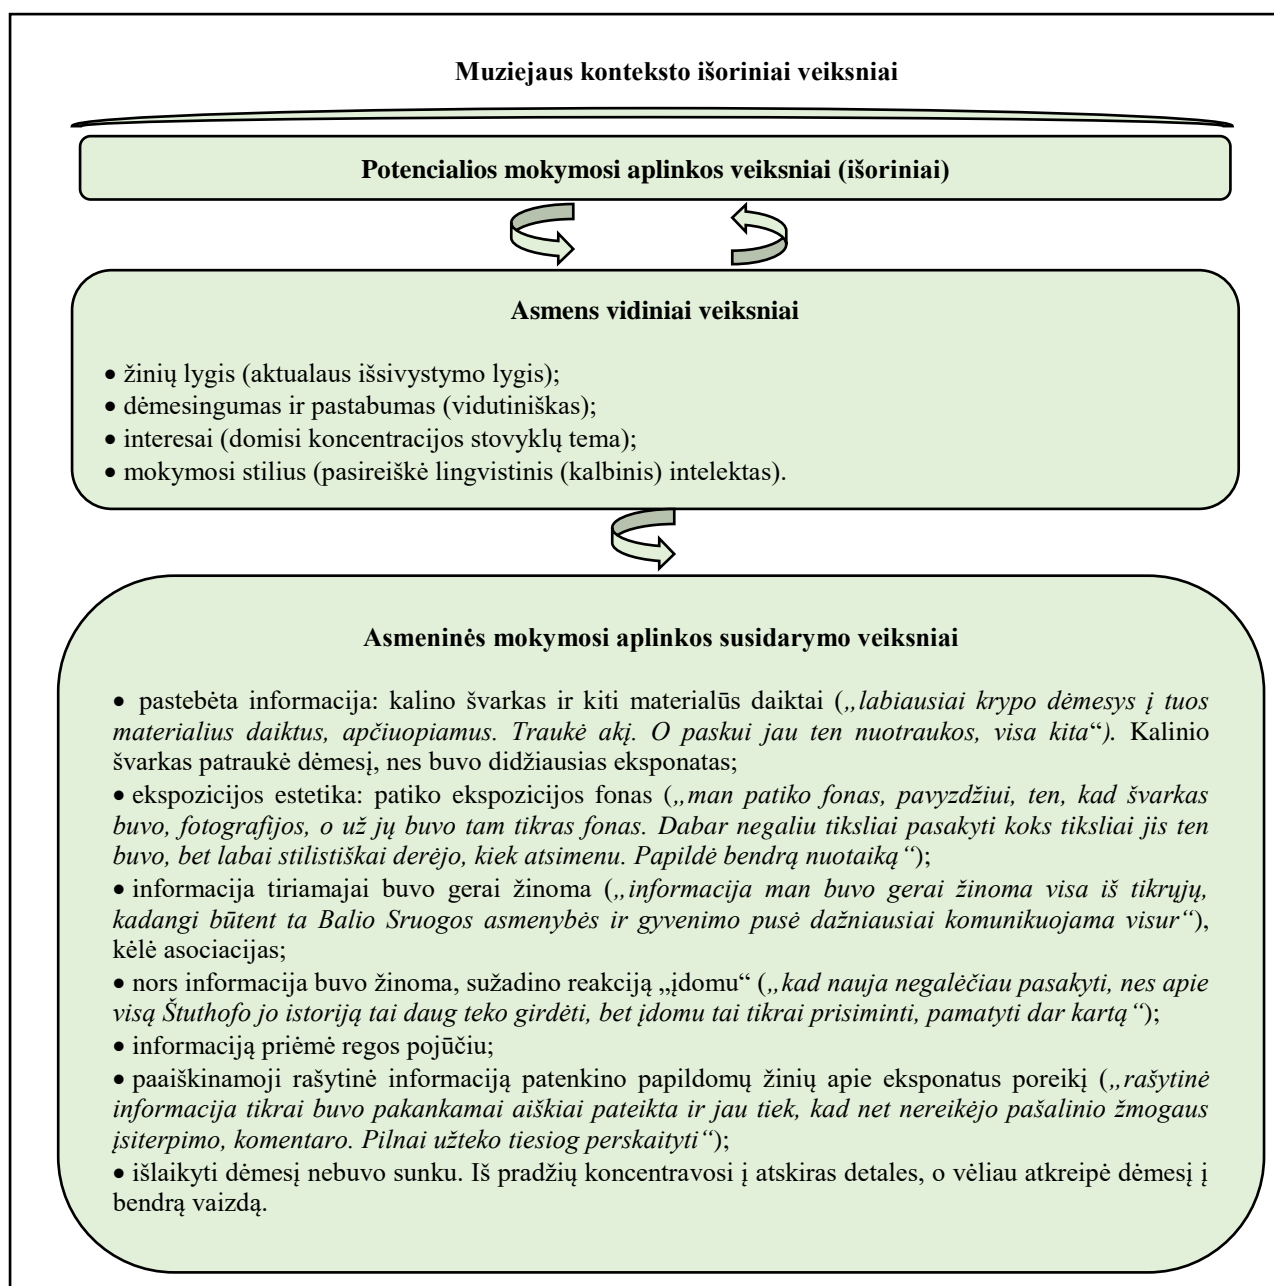 Muziejaus konteksto išoriniai veiksniai
Potencialios mokymosi aplinkos veiksniai (išoriniai)
Asmens vidiniai veiksniai
• žinių lygis (aktualaus išsivystymo lygis);
• dėmesingumas ir pastabumas (vidutiniškas);
• interesai (domisi koncentracijos stovyklų tema);
• mokymosi stilius (pasireiškė lingvistinis (kalbinis) intelektas).
Asmeninės mokymosi aplinkos susidarymo veiksniai
• pastebėta informacija: kalino švarkas ir kiti materialūs daiktai („labiausiai krypo dėmesys į tuos
materialius daiktus, apčiuopiamus. Traukė akį. O paskui jau ten nuotraukos, visa kita“). Kalinio
švarkas patraukė dėmesį, nes buvo didžiausias eksponatas;
• ekspozicijos estetika: patiko ekspozicijos fonas („man patiko fonas, pavyzdžiui, ten, kad švarkas
buvo, fotografijos, o už jų buvo tam tikras fonas. Dabar negaliu tiksliai pasakyti koks tiksliai jis ten
buvo, bet labai stilistiškai derėjo, kiek atsimenu. Papildė bendrą nuotaiką“);
• informacija tiriamajai buvo gerai žinoma („informacija man buvo gerai žinoma visa iš tikrųjų,
kadangi būtent ta Balio Sruogos asmenybės ir gyvenimo pusė dažniausiai komunikuojama visur“),
kėlė asociacijas;
• nors informacija buvo žinoma, sužadino reakciją „įdomu“ („kad nauja negalėčiau pasakyti, nes apie
visą Štuthofo jo istoriją tai daug teko girdėti, bet įdomu tai tikrai prisiminti, pamatyti dar kartą“);
• informaciją priėmė regos pojūčiu;
• paaiškinamoji rašytinė informaciją patenkino papildomų žinių apie eksponatus poreikį („rašytinė
informacija tikrai buvo pakankamai aiškiai pateikta ir jau tiek, kad net nereikėjo pašalinio žmogaus
įsiterpimo, komentaro. Pilnai užteko tiesiog perskaityti“);
• išlaikyti dėmesį nebuvo sunku. Iš pradžių koncentravosi į atskiras detales, o vėliau atkreipė dėmesį į
bendrą vaizdą.